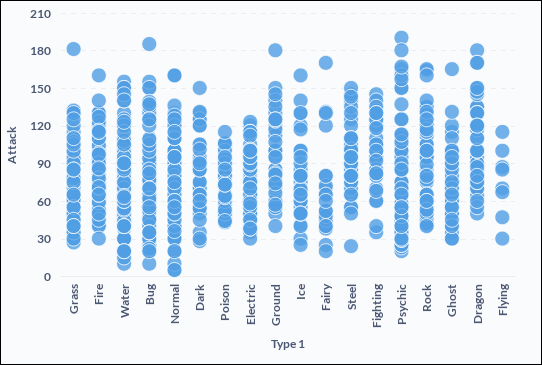 210
180
150
120
90
60
30
0
Attack
Grass
Fire
Water
Bug
Normal
Dark
Poison
Electric
Ground
Ice
Fairy
Steel
Fighting
Psychic
Rock
Ghost
Dragon
Flying
Type 1